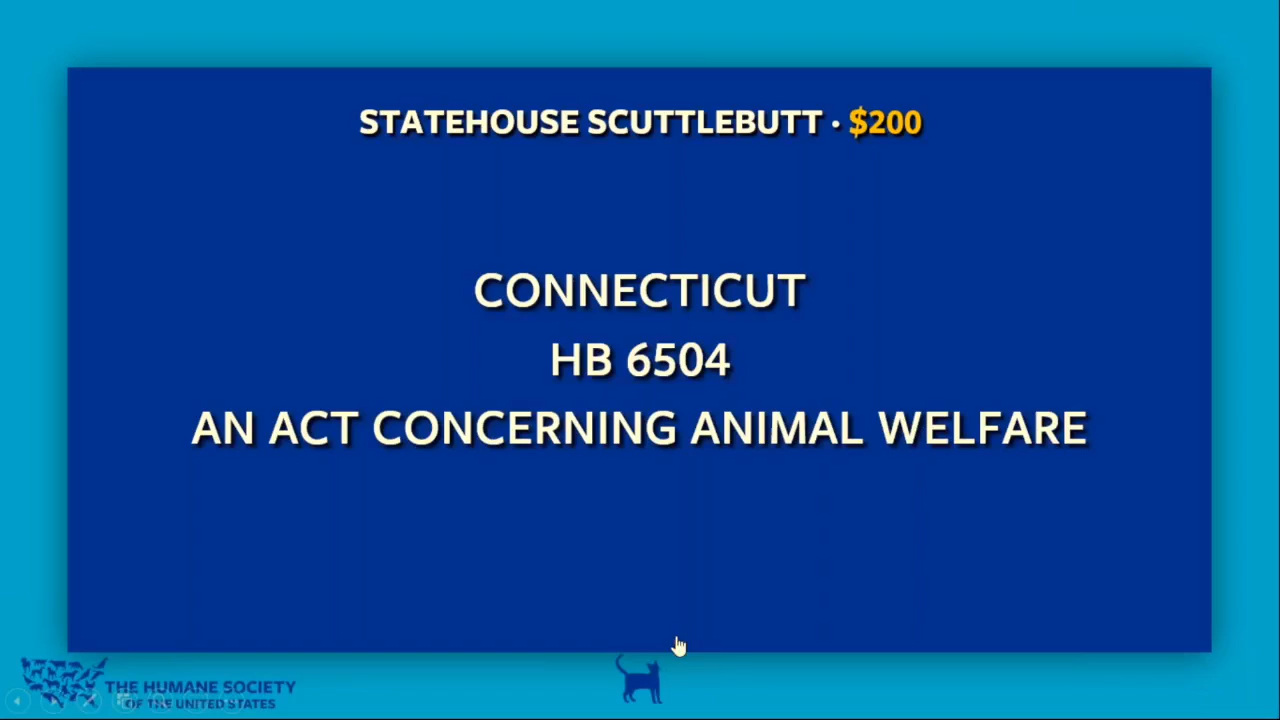 STATEHOUSE SCUTTLEBUTT · $200
CONNECTICUT
HB 6504
AN ACT CONCERNING ANIMAL WELFARE
THE HUMANE SOCIETY
OF THE UNITED STATES